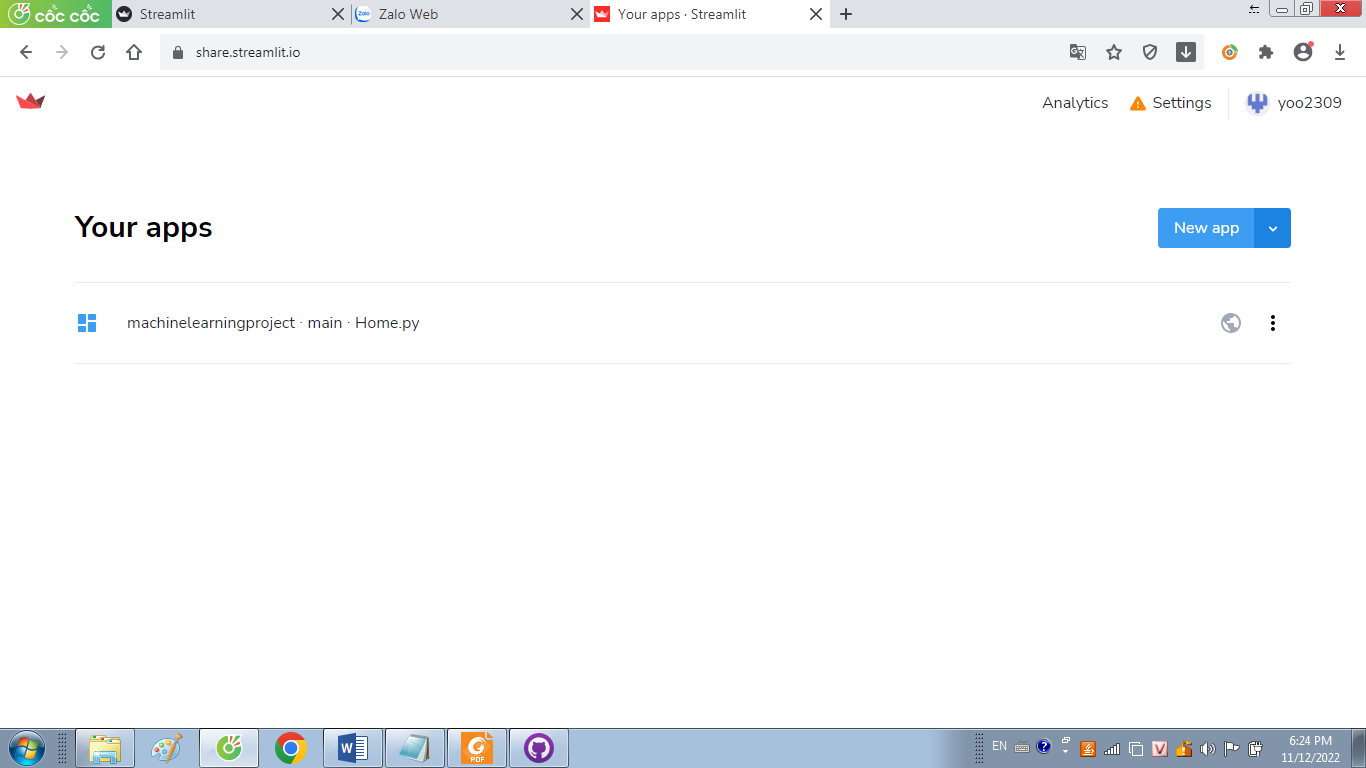 cốc cốc
Streamlit
Zalo Web
Your apps · Streamlit
share.streamlit.io
Analytics
Settings
yoo2309
Your apps
New app
machinelearningproject · main · Home.py
W
PDF
EN
6:24 PM
11/12/2022